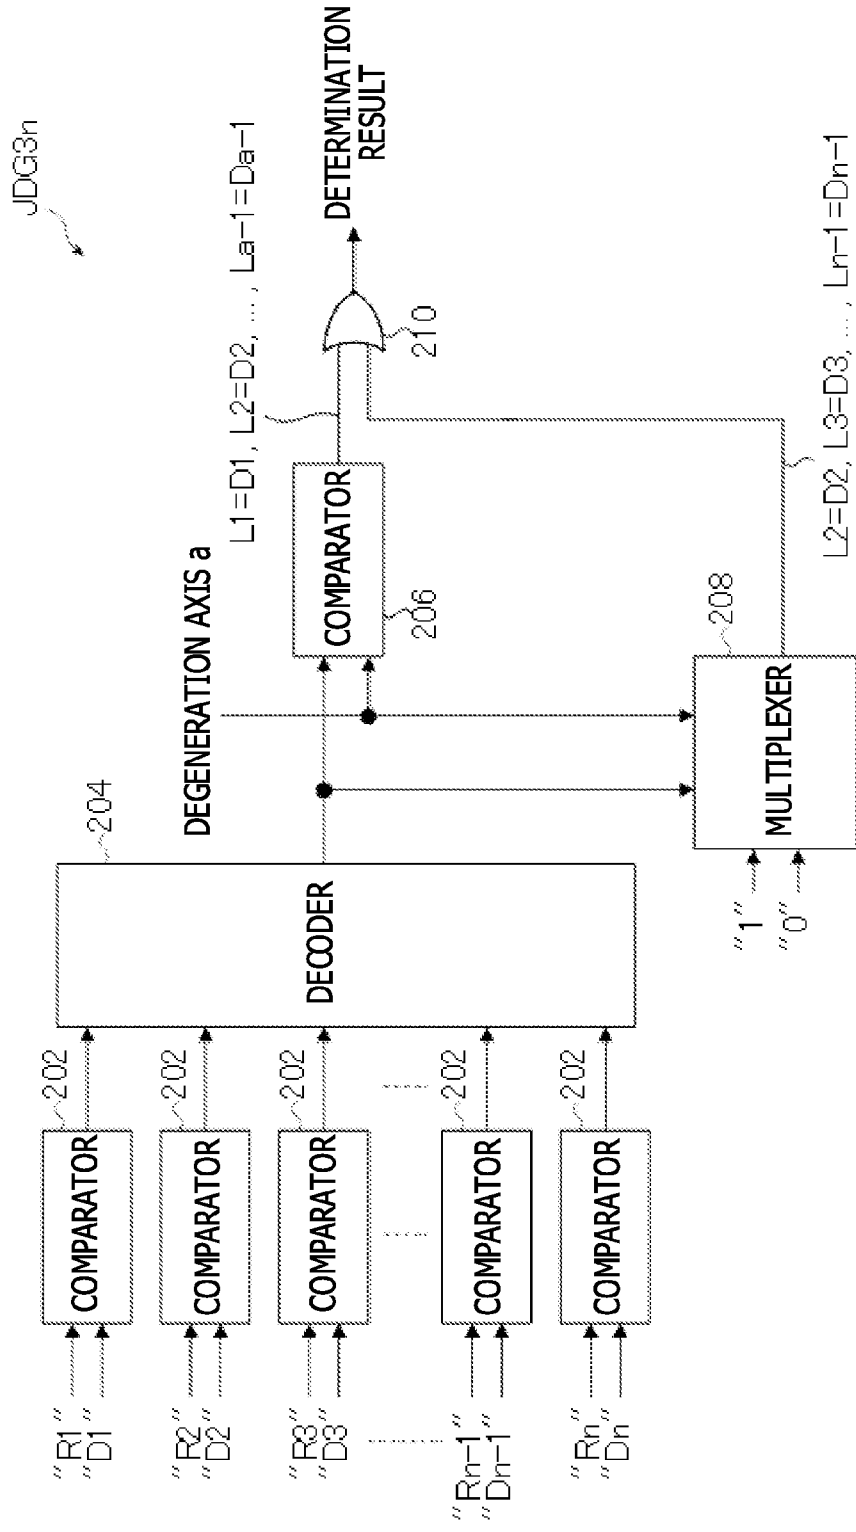 JDG3n
"R1"
"D1"
COMPARATOR
202
"R2"
"D2"
COMPARATOR
202
"R3"
"D3"
COMPARATOR
202
"Rn-1"
"Dn-1"
COMPARATOR
202
"Rn"
"Dn"
COMPARATOR
202
DECODER
204
DEGENERATION AXIS a
COMPARATOR
206
L1=D1, L2=D2, ... , La-1=Da-1
"1"
"0"
MULTIPLEXER
208
L2=D2, L3=D3, ... , Ln-1=Dn-1
210
DETERMINATION
RESULT